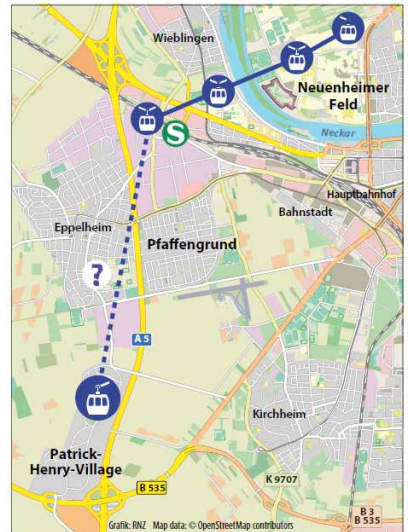 Wieblingen
Neuenheimer
Feld
Neckar
S
Hauptbahnhof
Bahnstadt
Eppelheim
Pfaffengrund
?
A 5
Kirchheim
Patrick-
Henry-Village
B 535
K 9707
B 3
B 535
Grafik: RNZ Map data: © OpenStreetMap contributors